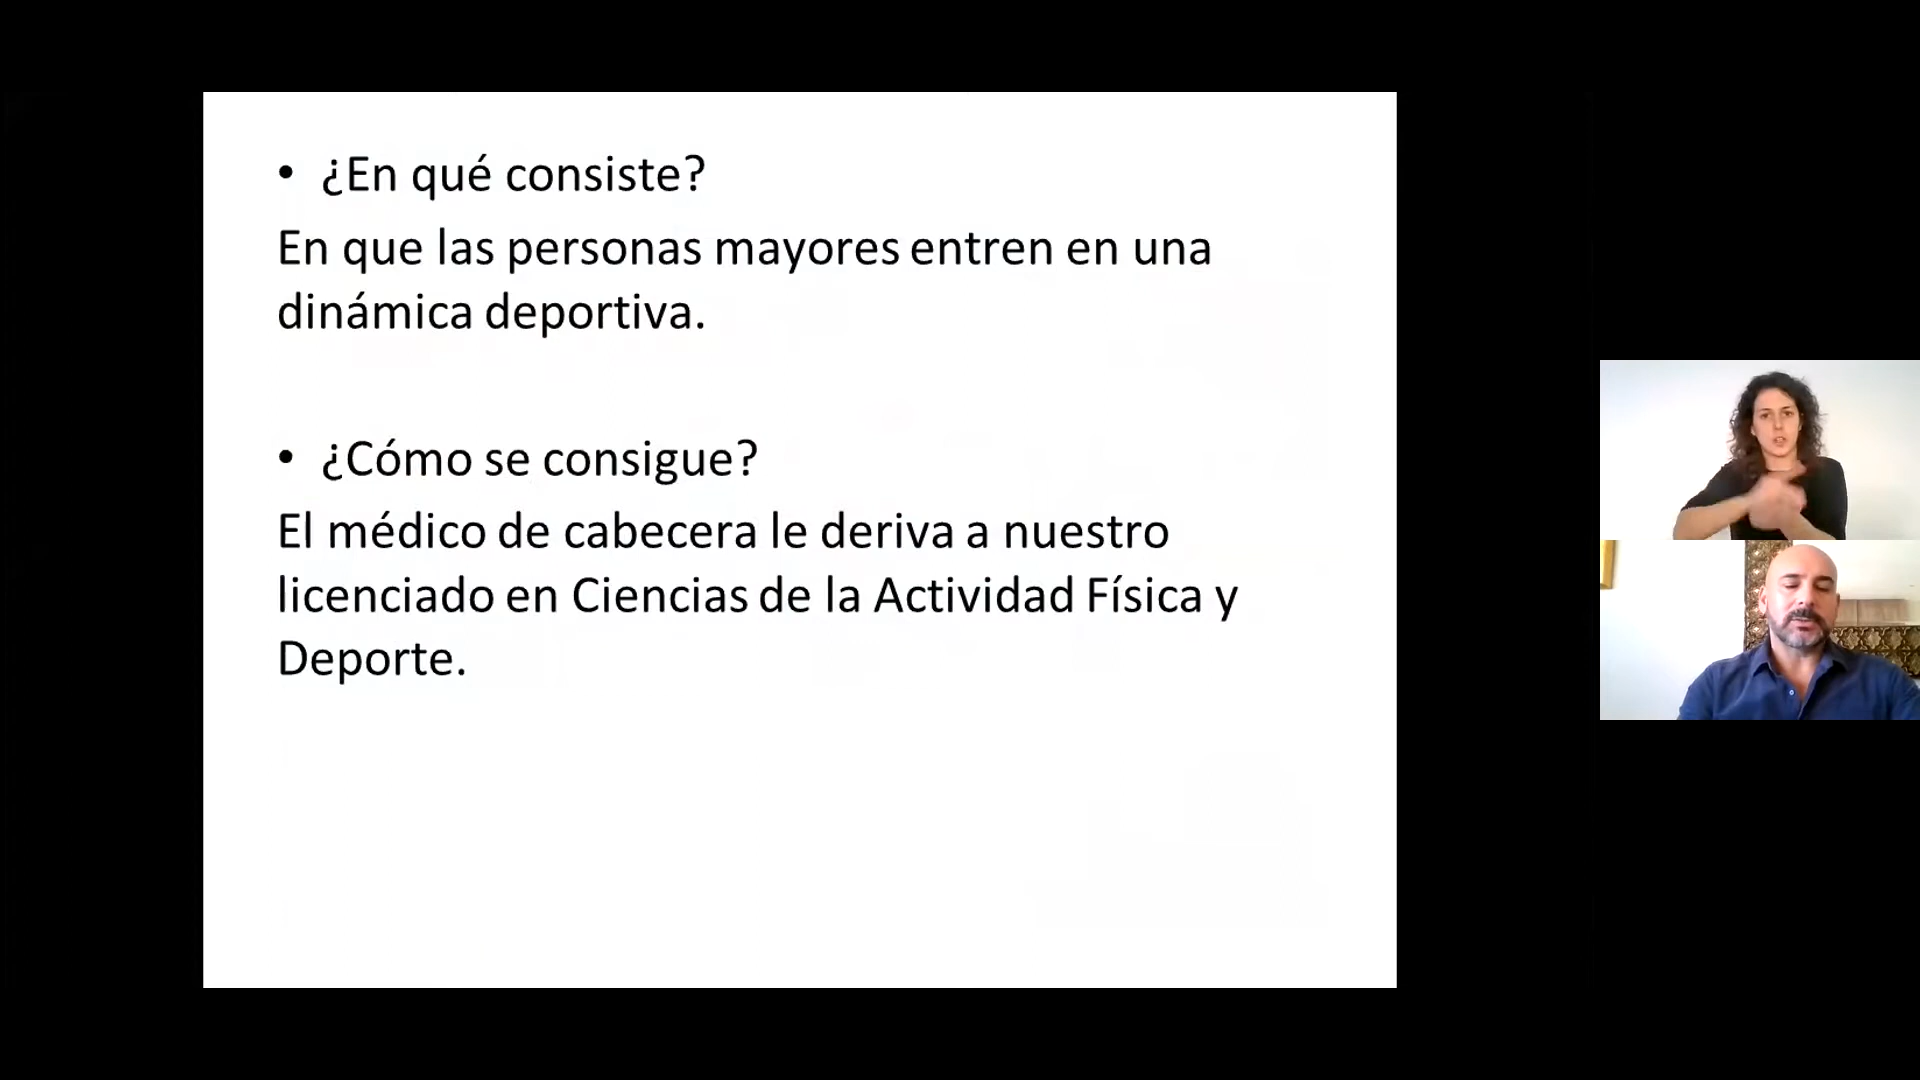 • ¿En qué consiste?
En que las personas mayores entren en una
dinámica deportiva.
• ¿Cómo se consigue?
El médico de cabecera le deriva a nuestro
licenciado en Ciencias de la Actividad Física y
Deporte.